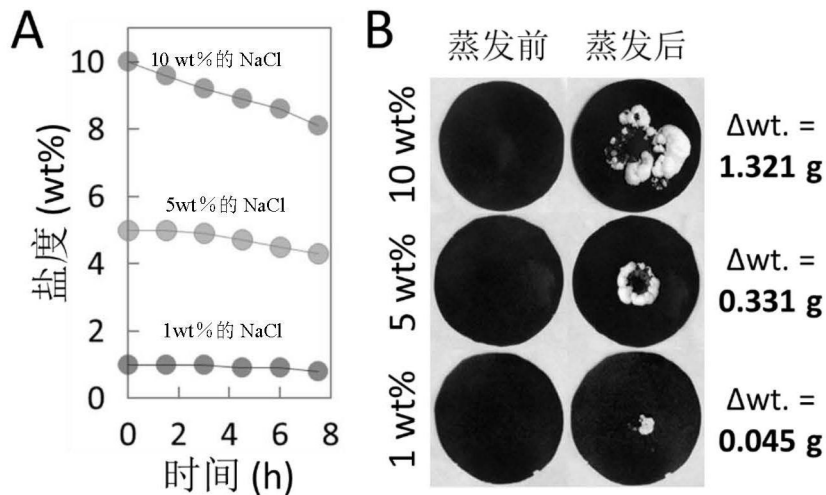 A
盐度 (wt%)
10
8
6
4
2
0
10 wt%的 NaCl
5wt%的 NaCl
1wt%的 NaCl
0 2 4 6 8
时间 (h)
B
蒸发前 蒸发后
10 wt%
Δwt. =
1.321 g
5 wt%
Δwt. =
0.331 g
1 wt%
Δwt. =
0.045 g